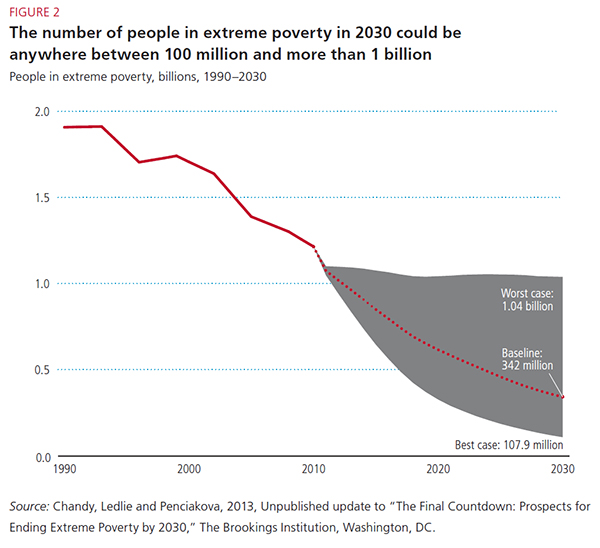 FIGURE 2
The number of people in extreme poverty in 2030 could be
anywhere between 100 million and more than 1 billion
People in extreme poverty, billions, 1990–2030
2.0
1.5
1.0
0.5
0.0
Worst case:
1.04 billion
Baseline:
342 million
Best case: 107.9 million
1990
2000
2010
2020
2030
Source: Chandy, Ledlie and Penciakova, 2013, Unpublished update to “The Final Countdown: Prospects for
Ending Extreme Poverty by 2030,” The Brookings Institution, Washington, DC.